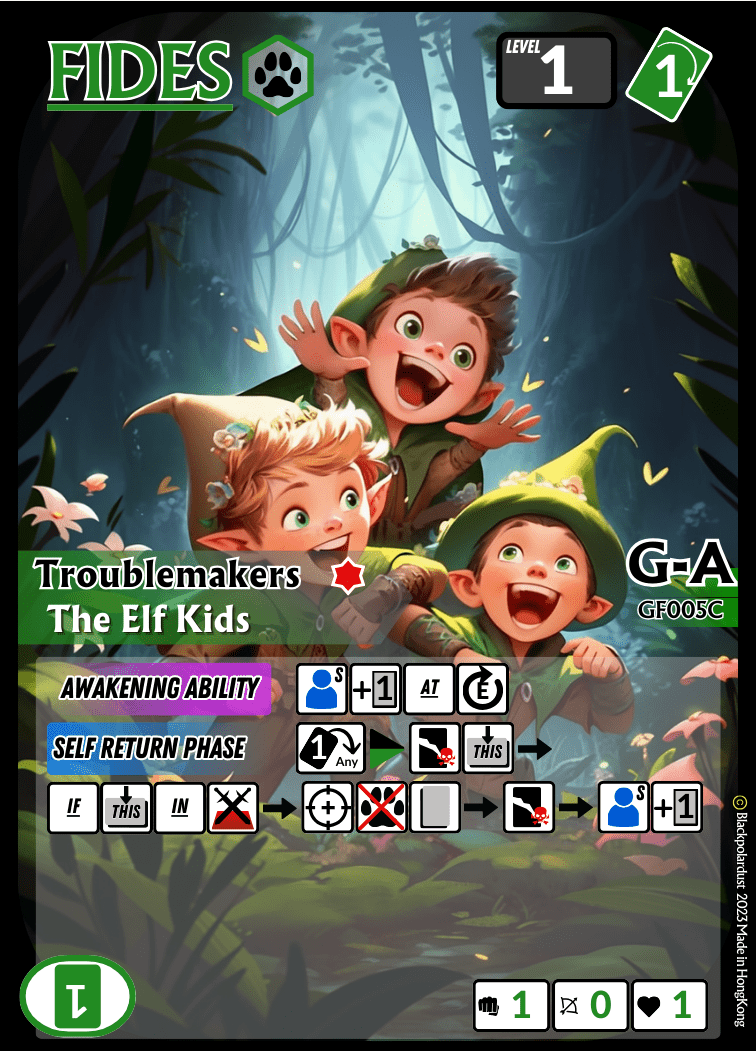 FIDES
LEVEL 1
1
Troublemakers
The Elf Kids
G-A
GF005C
AWAKENING ABILITY S +1 AT E
SELF RETURN PHASE 1 Any THIS
IF THIS IN S +1
1
1 0 1
© Blackpolardust 2023 Made in HongKong